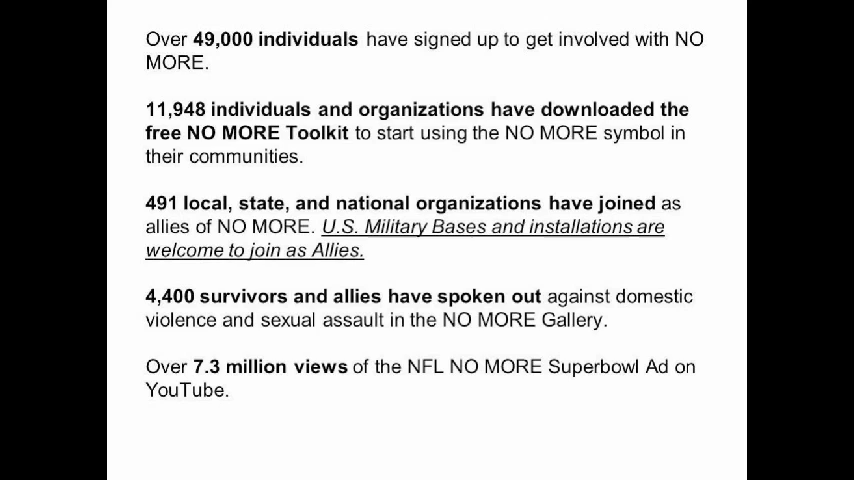 Over 49,000 individuals have signed up to get involved with NO
MORE.
11,948 individuals and organizations have downloaded the
free NO MORE Toolkit to start using the NO MORE symbol in
their communities.
491 local, state, and national organizations have joined as
allies of NO MORE. U.S. Military Bases and installations are
welcome to join as Allies.
4,400 survivors and allies have spoken out against domestic
violence and sexual assault in the NO MORE Gallery.
Over 7.3 million views of the NFL NO MORE Superbowl Ad on
YouTube.